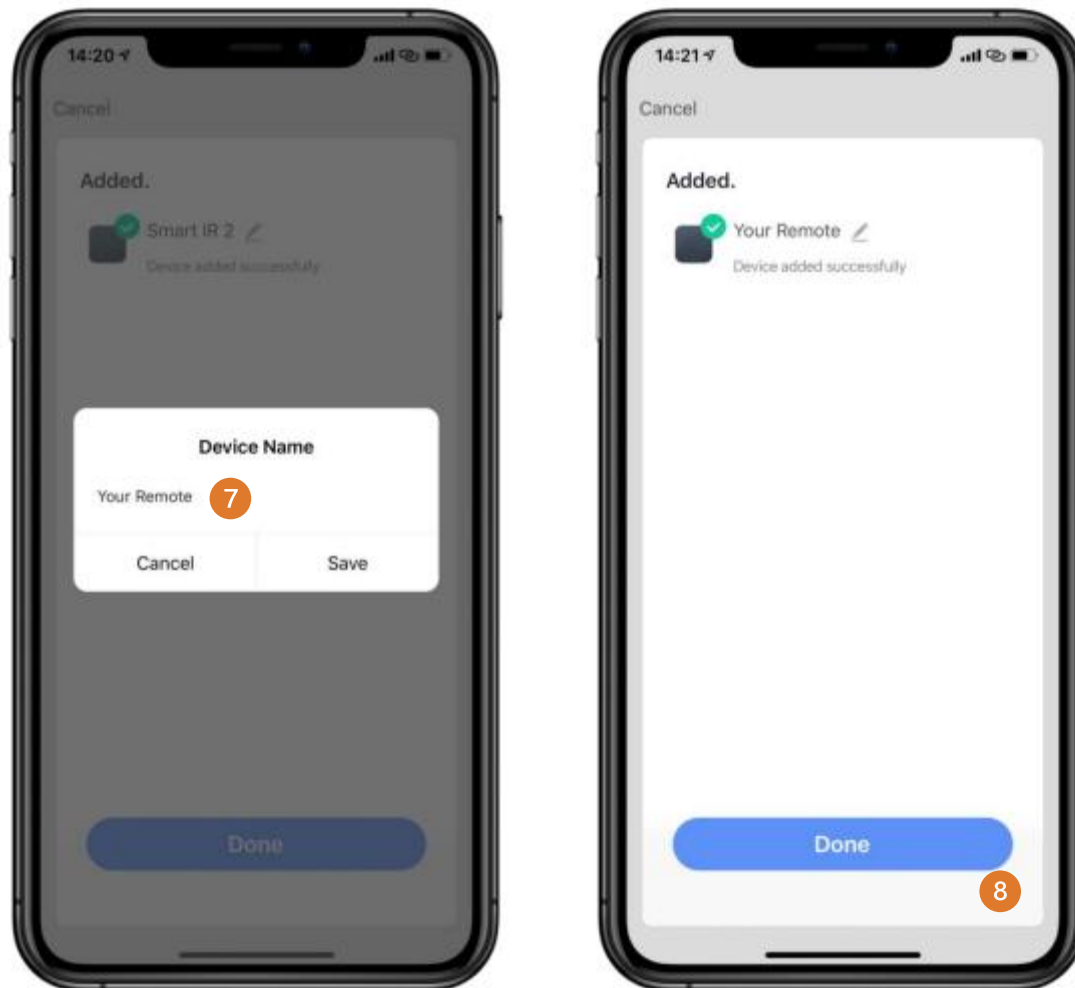 14:20
Cancel
Added.
Smart IR 2
Device added successfully
Device Name
Your Remote
7
Cancel
Save
Done
14:21
Cancel
Added.
Your Remote
Device added successfully
Done
8